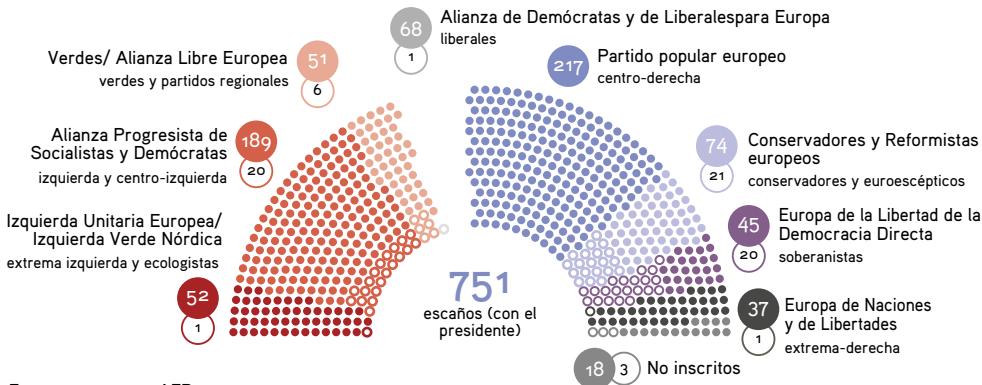 68
1
Alianza de Demócratas y de Liberalespara Europa
liberales
Verdes/ Alianza Libre Europea
verdes y partidos regionales
51
6
217
Partido popular europeo
centro-derecha
Alianza Progresista de
Socialistas y Demócratas
izquierda y centro-izquierda
189
20
74
21
Conservadores y Reformistas
europeos
conservadores y euroescépticos
Izquierda Unitaria Europea/
Izquierda Verde Nórdica
extrema izquierda y ecologistas
52
1
45
20
Europa de la Libertad de la
Democracia Directa
soberanistas
751
escaños (con el
presidente)
37
1
Europa de Naciones
y de Libertades
extrema-derecha
18
3
No inscritos